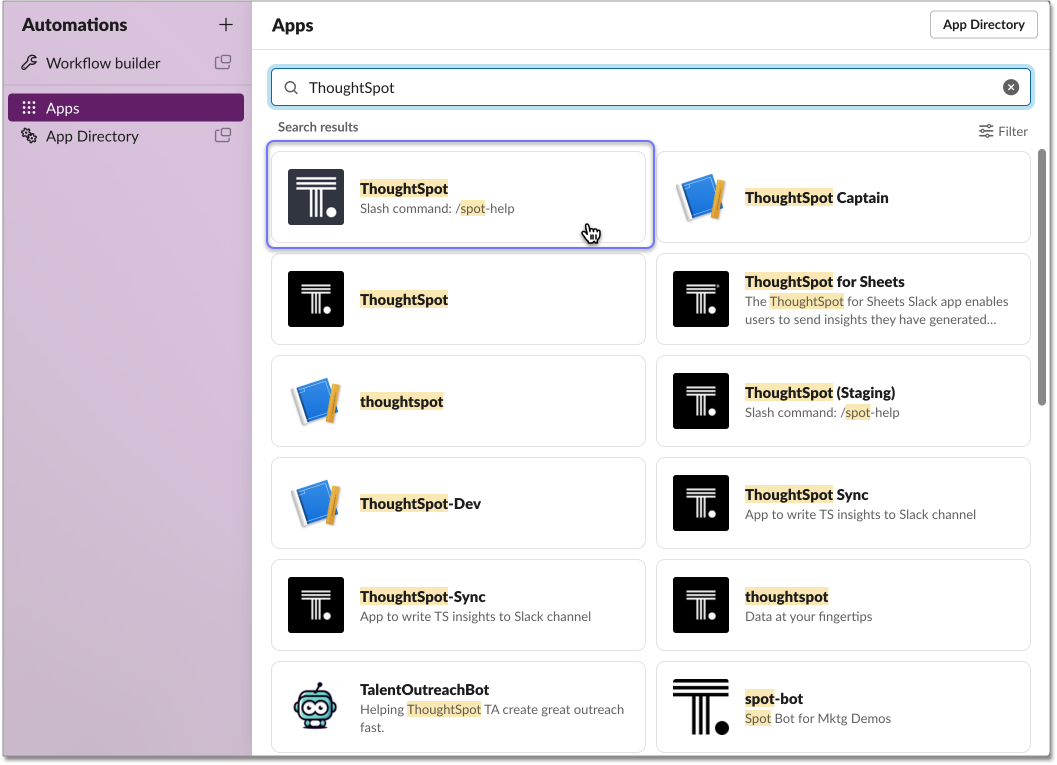 Automations
Workflow builder
Apps
App Directory
Apps
App Directory
ThoughtSpot
Search results
Filter
ThoughtSpot
Slash command: /spot-help
ThoughtSpot Captain
ThoughtSpot
ThoughtSpot for Sheets
The ThoughtSpot for Sheets Slack app enables
users to send insights they have generated...
thoughtspot
ThoughtSpot (Staging)
Slash command: /spot-help
ThoughtSpot-Dev
ThoughtSpot Sync
App to write TS insights to Slack channel
ThoughtSpot-Sync
App to write TS insights to Slack channel
thoughtspot
Data at your fingertips
TalentOutreachBot
Helping ThoughtSpot TA create great outreach
fast.
spot-bot
Spot Bot for Mktg Demos